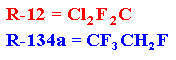 R-12 = Cl₂F₂C
R-134a = CF₃CH₂F